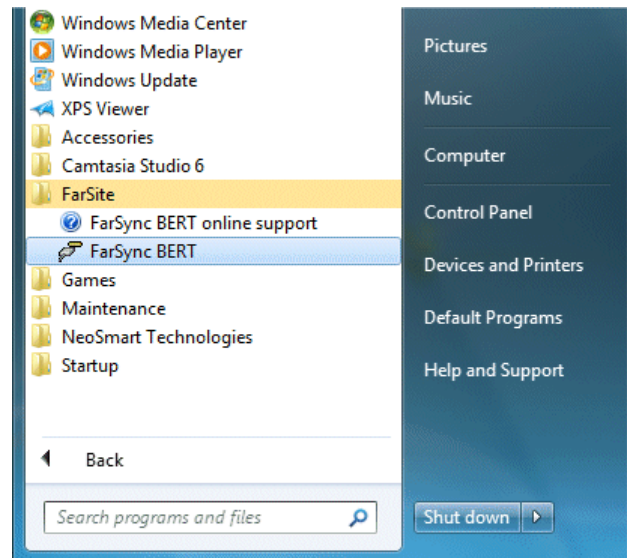 Windows Media Center
Windows Media Player
Windows Update
XPS Viewer
Accessories
Camtasia Studio 6
FarSite
FarSync BERT online support
FarSync BERT
Games
Maintenance
NeoSmart Technologies
Startup
Back
Search programs and files
Pictures
Music
Computer
Control Panel
Devices and Printers
Default Programs
Help and Support
Shut down